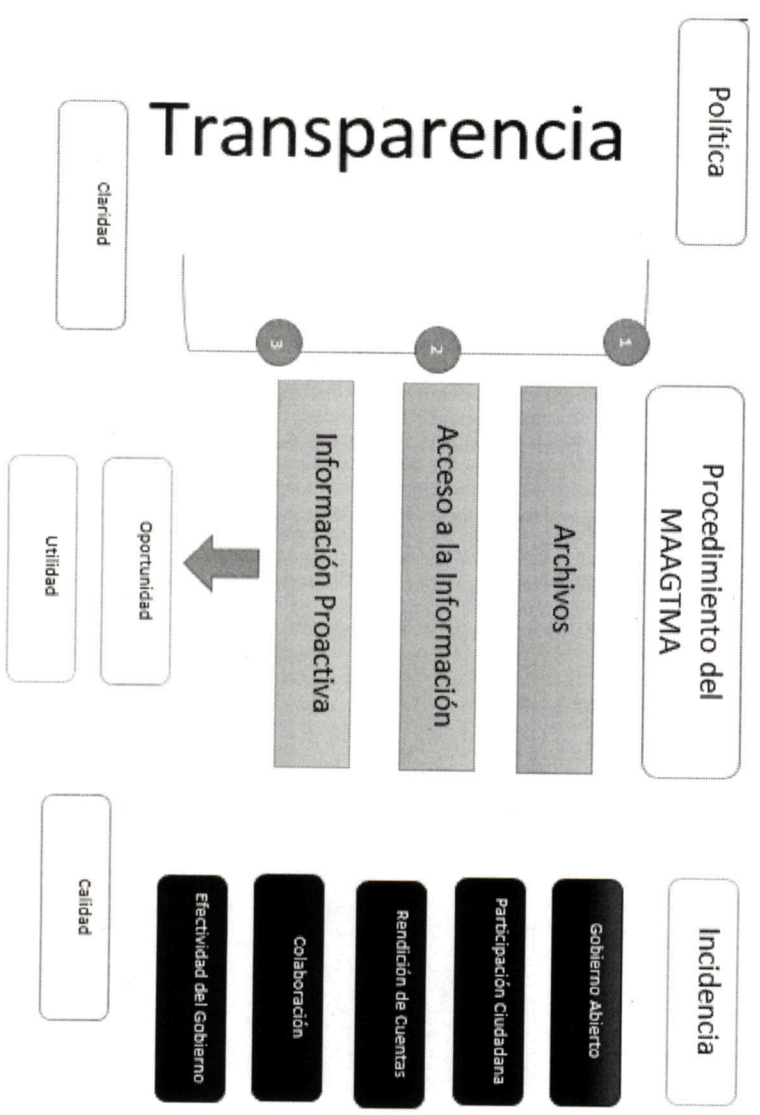 Política
Procedimiento del
MAAGTMA
Incidencia
Transparencia
1
Archivos
2
Acceso a la Información
3
Información Proactiva
Gobierno Abierto
Participación Ciudadana
Rendición de Cuentas
Colaboración
Efectividad del Gobierno
Claridad
Oportunidad
Utilidad
Calidad